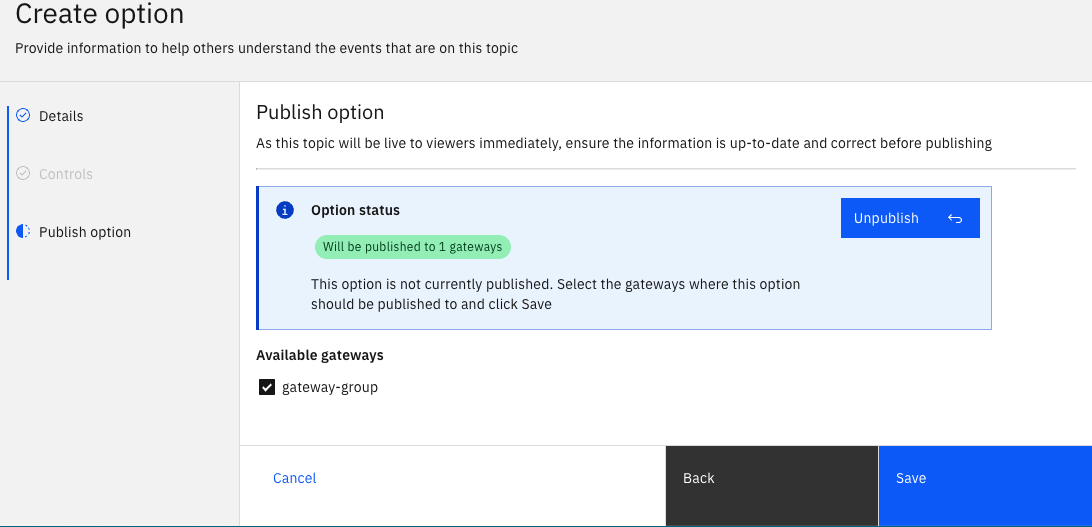 Create option
Provide information to help others understand the events that are on this topic
Details
Controls
Publish option
Publish option
As this topic will be live to viewers immediately, ensure the information is up-to-date and correct before publishing
Option status
Unpublish
Will be published to 1 gateways
This option is not currently published. Select the gateways where this option
should be published to and click Save
Available gateways
gateway-group
Cancel
Back
Save